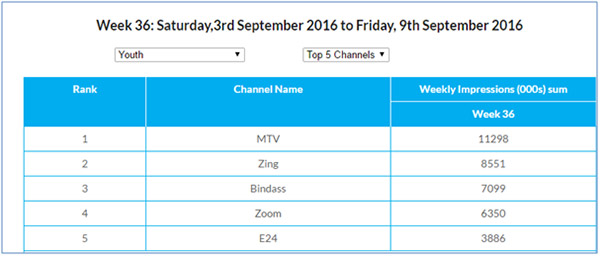 Week 36: Saturday,3rd September 2016 to Friday, 9th September 2016
Youth Top 5 Channels
Rank Channel Name Weekly Impressions (000s) sum
Week 36
1 MTV 11298
2 Zing 8551
3 Bindass 7099
4 Zoom 6350
5 E24 3886